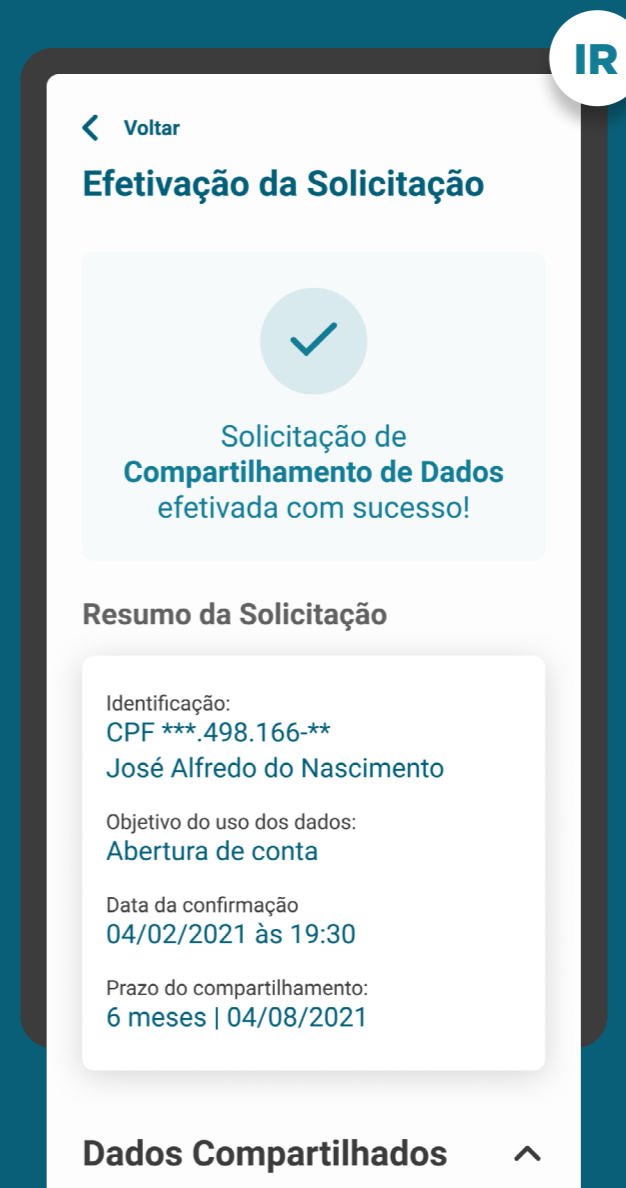 IR
Voltar
Efetivação da Solicitação
Solicitação de
Compartilhamento de Dados
efetivada com sucesso!
Resumo da Solicitação
Identificação:
CPF ***.498.166-**
José Alfredo do Nascimento
Objetivo do uso dos dados:
Abertura de conta
Data da confirmação
04/02/2021 às 19:30
Prazo do compartilhamento:
6 meses | 04/08/2021
Dados Compartilhados